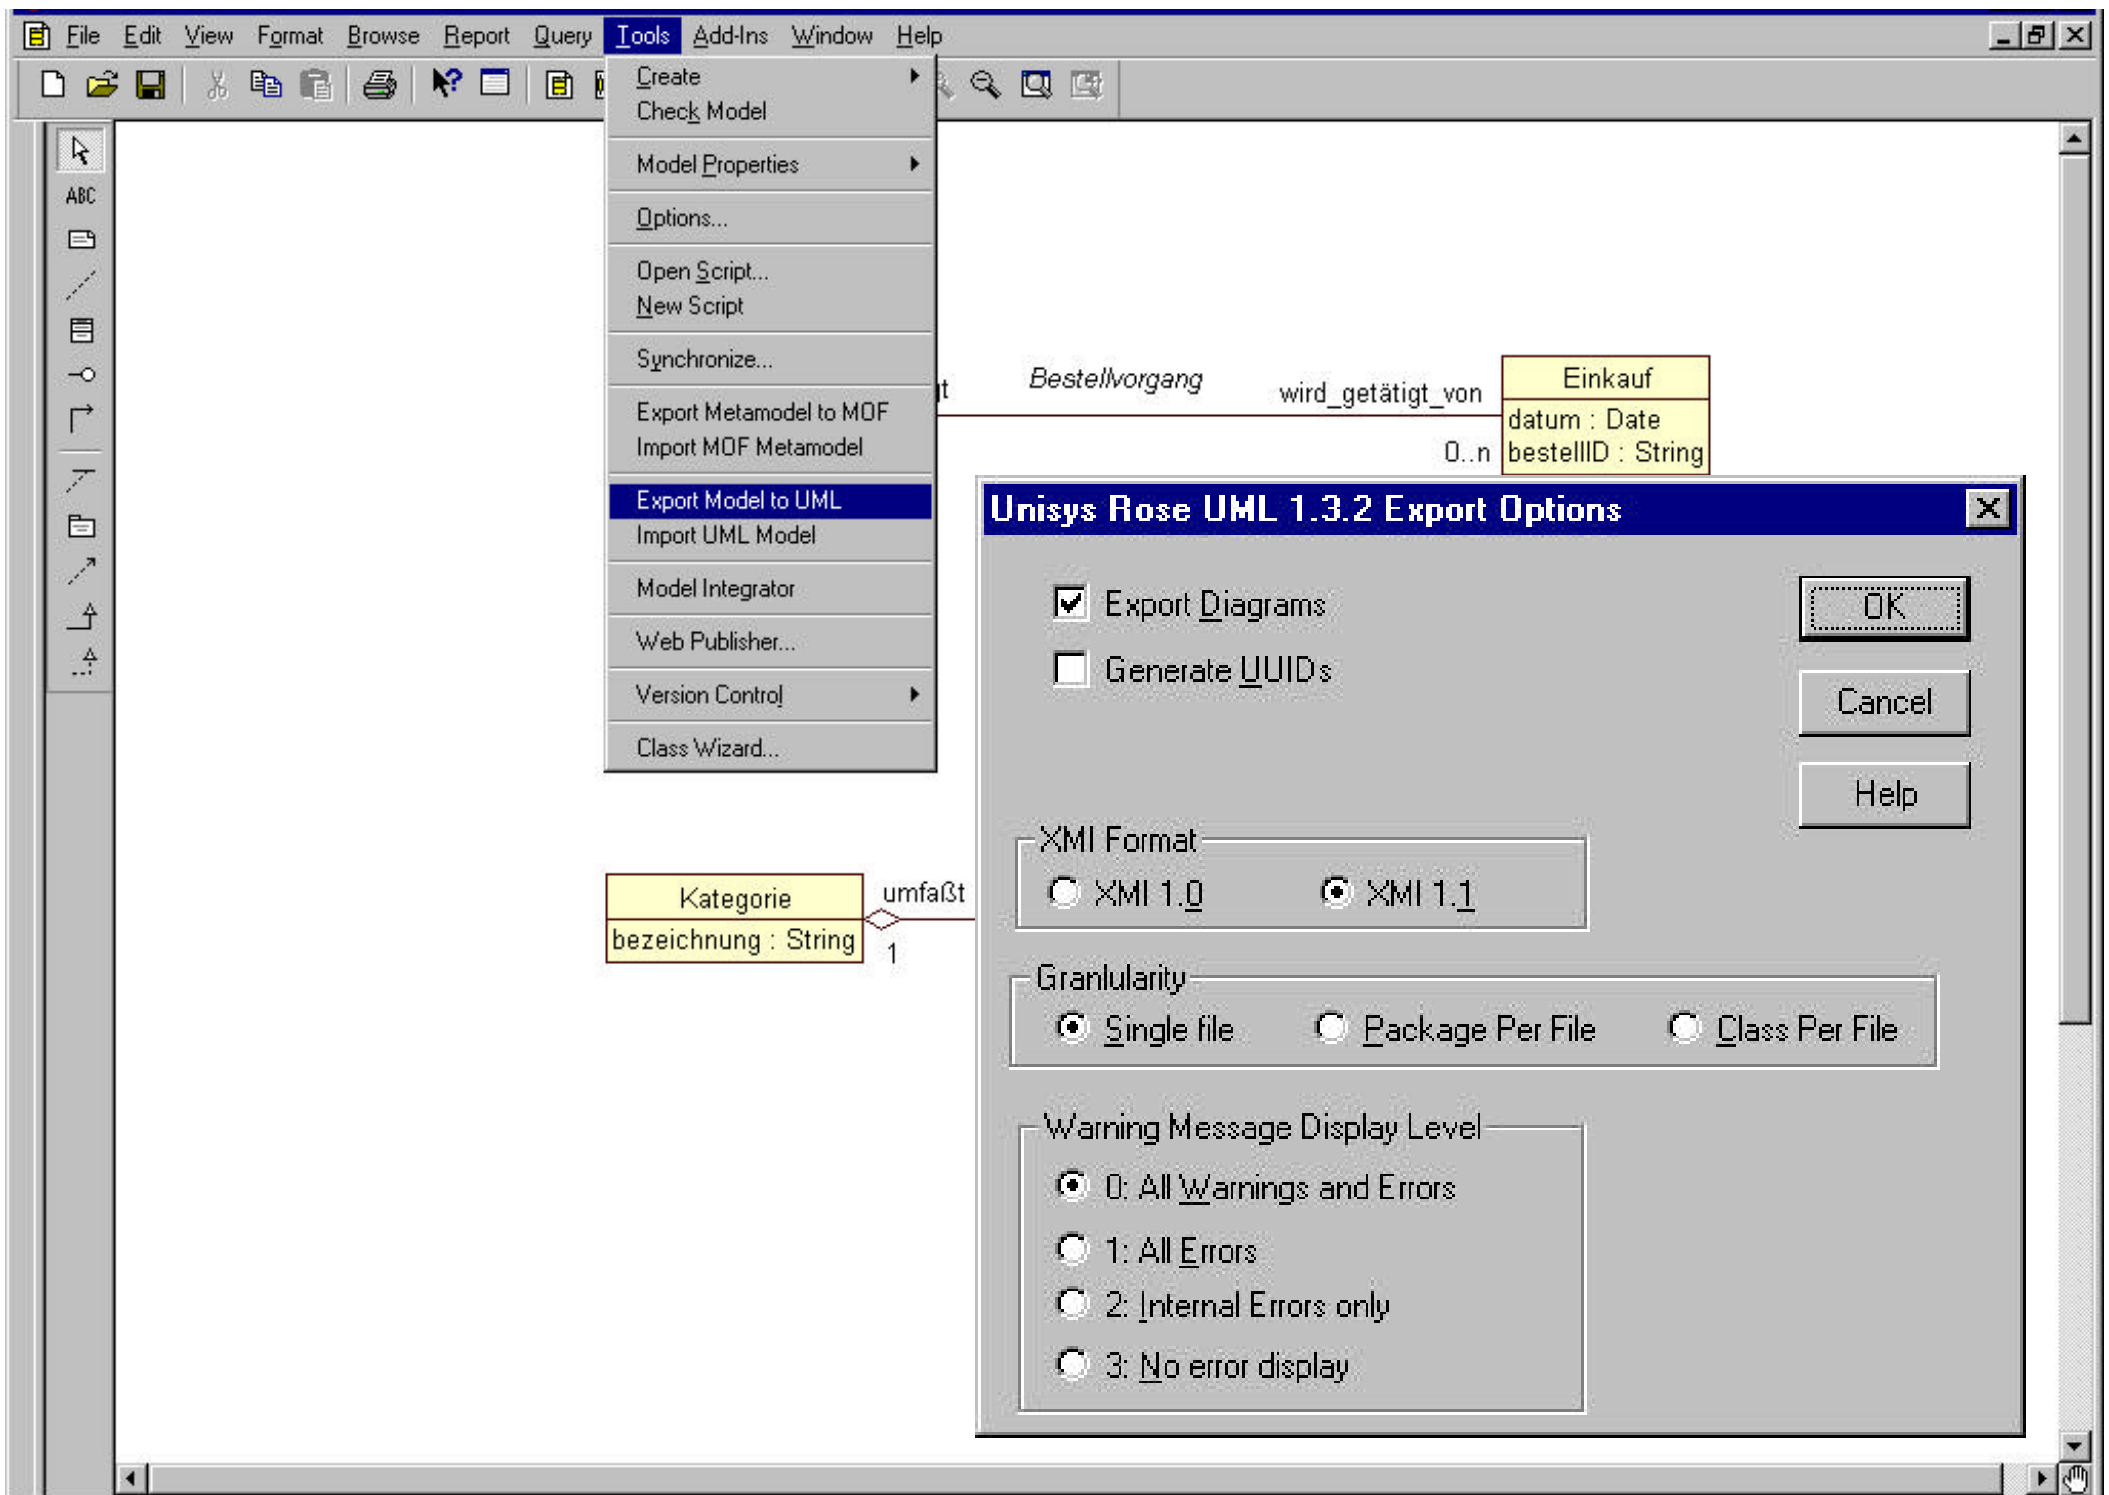 File Edit View Format Browse Report Query Tools Add-Ins Window Help
Create
Check Model
Model Properties
Options...
Open Script...
New Script
Synchronize...
Export Metamodel to MOF
Import MOF Metamodel
Export Model to UML
Import UML Model
Model Integrator
Web Publisher...
Version Control
Class Wizard...
ABC
Bestellvorgang
wird_getätigt_von
0..n
Einkauf
datum : Date
bestellID : String
Kategorie
bezeichnung : String
umfaßt
1
Unisys Rose UML 1.3.2 Export Options
Export Diagrams
Generate UUIDs
OK
Cancel
Help
XMI Format
XMI 1.0 XMI 1.1
Granlularity
Single file Package Per File Class Per File
Warning Message Display Level
0: All Warnings and Errors
1: All Errors
2: Internal Errors only
3: No error display